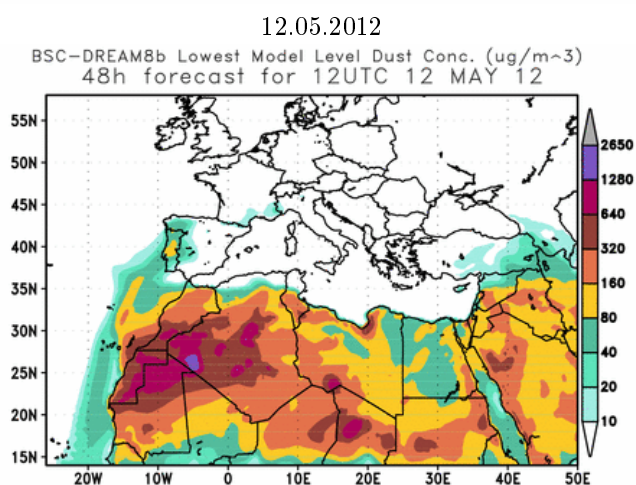 12.05.2012
BSC-DREAM8b Lowest Model Level Dust Conc. (ug/m^3)
48h forecast for 12UTC 12 MAY 12
55N
50N
45N
40N
35N
30N
25N
20N
15N
20W
10W
0
10E
20E
30E
40E
50E
2650
1280
640
320
160
80
40
20
10